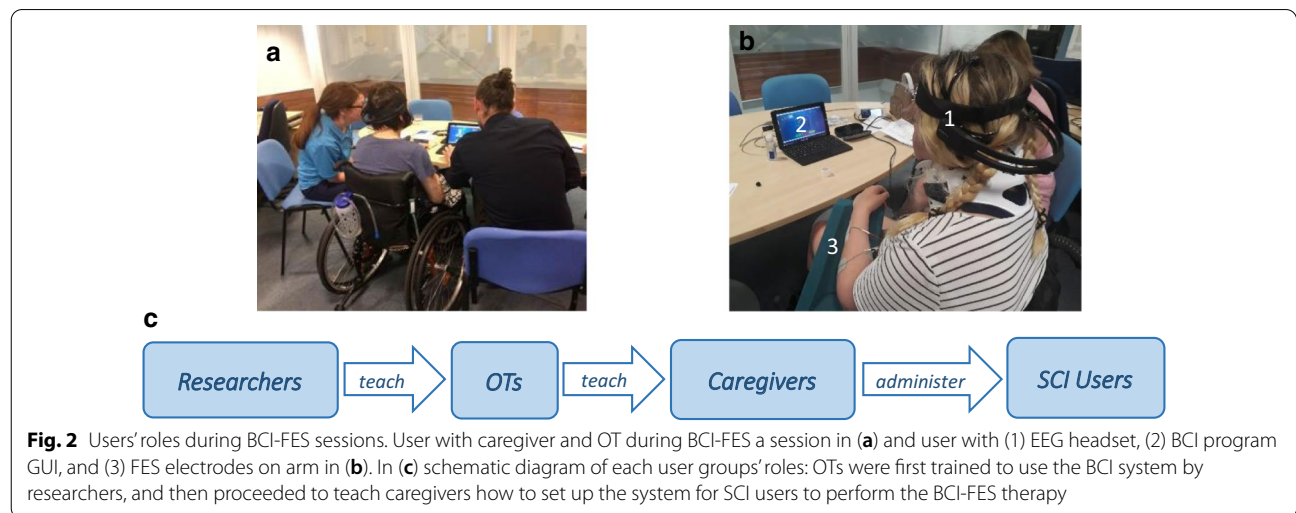 a
b
1
2
3
c
Researchers teach OTs teach Caregivers administer SCI Users
Fig. 2 Users' roles during BCI-FES sessions. User with caregiver and OT during BCI-FES a session in (a) and user with (1) EEG headset, (2) BCI program
GUI, and (3) FES electrodes on arm in (b). In (c) schematic diagram of each user groups' roles: OTs were first trained to use the BCI system by
researchers, and then proceeded to teach caregivers how to set up the system for SCI users to perform the BCI-FES therapy